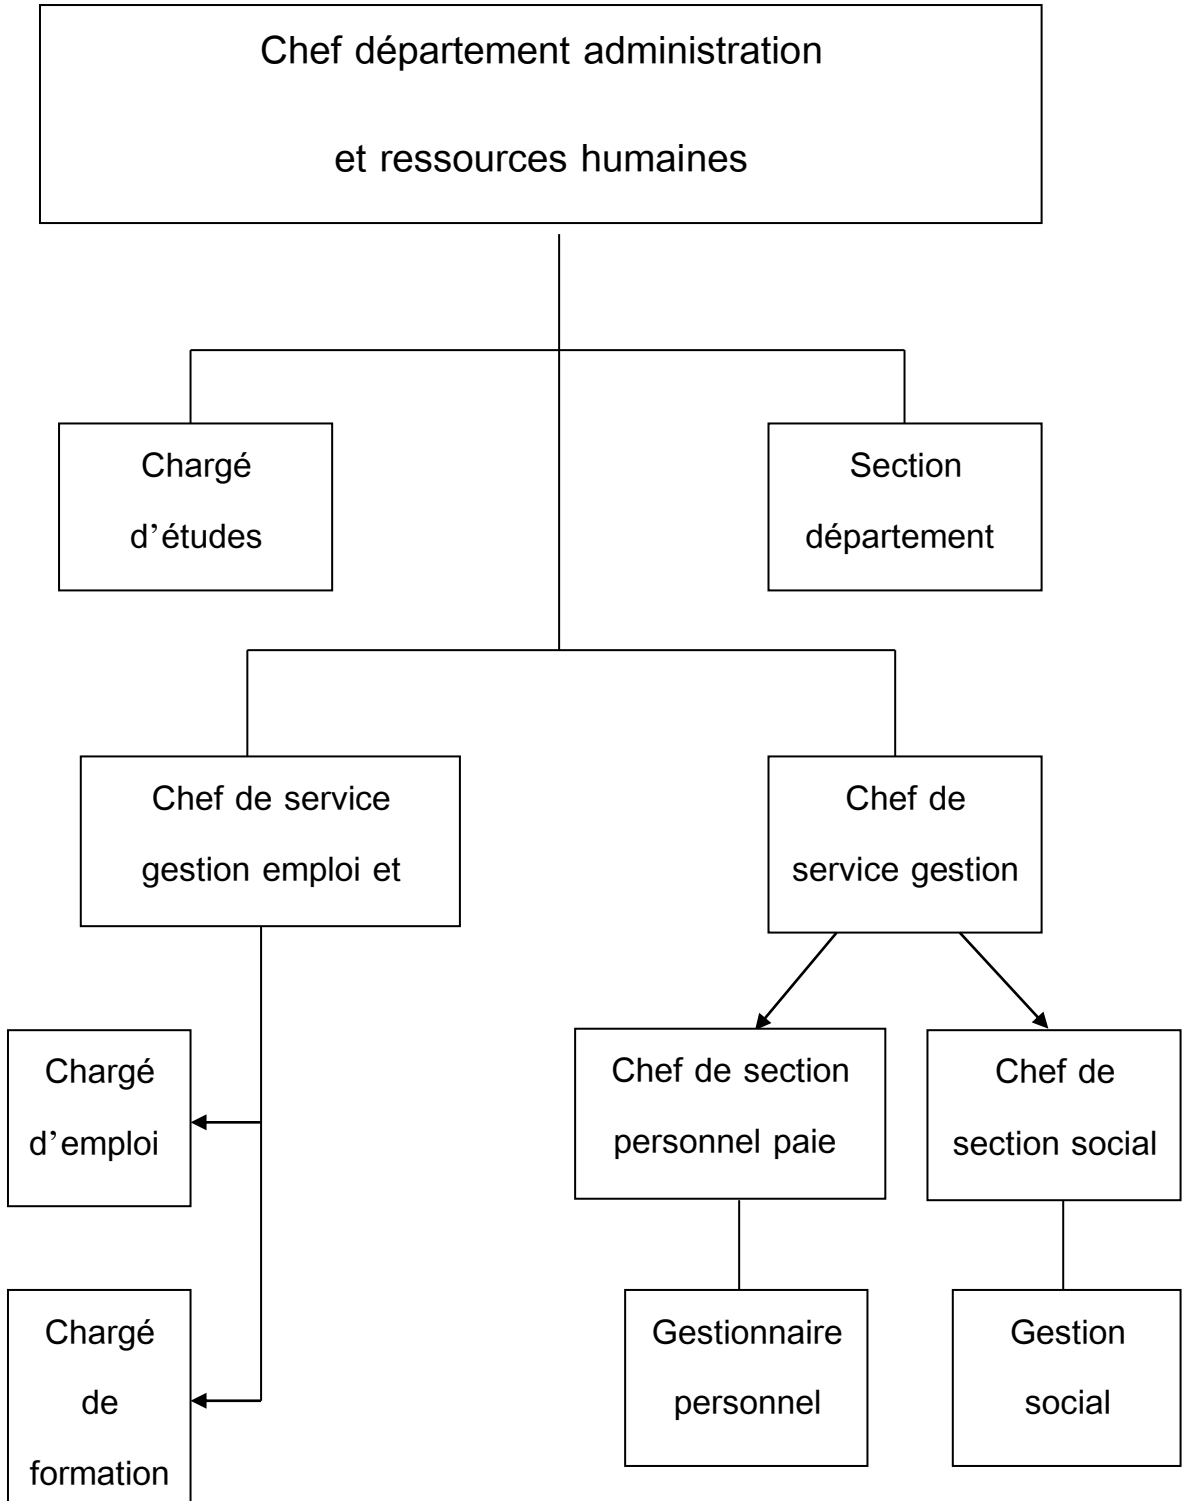 Chef département administration
et ressources humaines
Chargé
d’études
Section
département
Chef de service
gestion emploi et
Chef de
service gestion
Chargé
d’emploi
Chef de section
personnel paie
Chef de
section social
Chargé
de
formation
Gestionnaire
personnel
Gestion
social